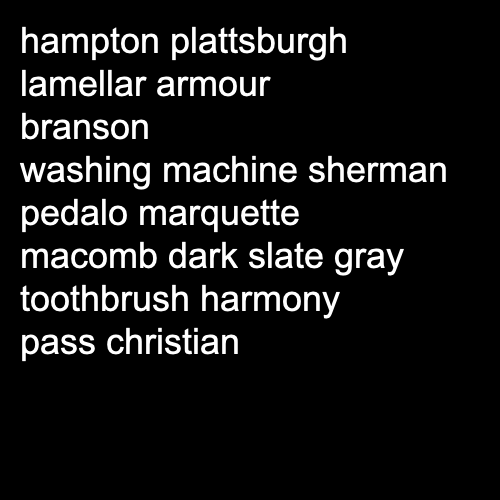 hampton plattsburgh
lamellar armour
branson
washing machine sherman
pedalo marquette
macomb dark slate gray
toothbrush harmony
pass christian